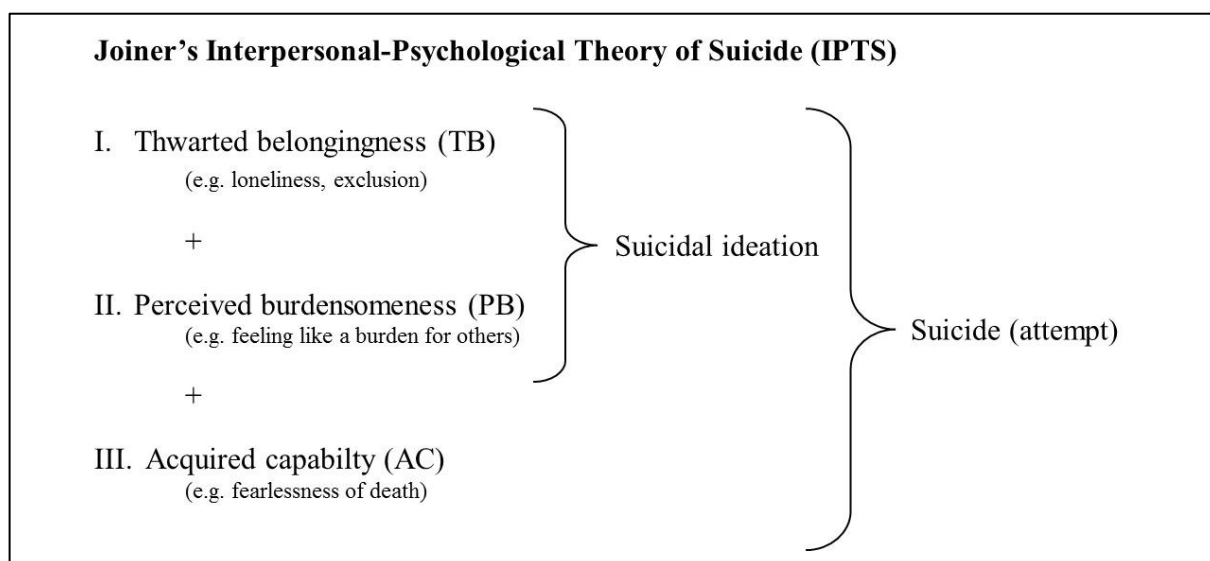 Joiner’s Interpersonal-Psychological Theory of Suicide (IPTS)
I. Thwarted belongingness (TB)
(e.g. loneliness, exclusion)
+
Suicidal ideation
II. Perceived burdensomeness (PB)
(e.g. feeling like a burden for others)
Suicide (attempt)
+
III. Acquired capabilty (AC)
(e.g. fearlessness of death)